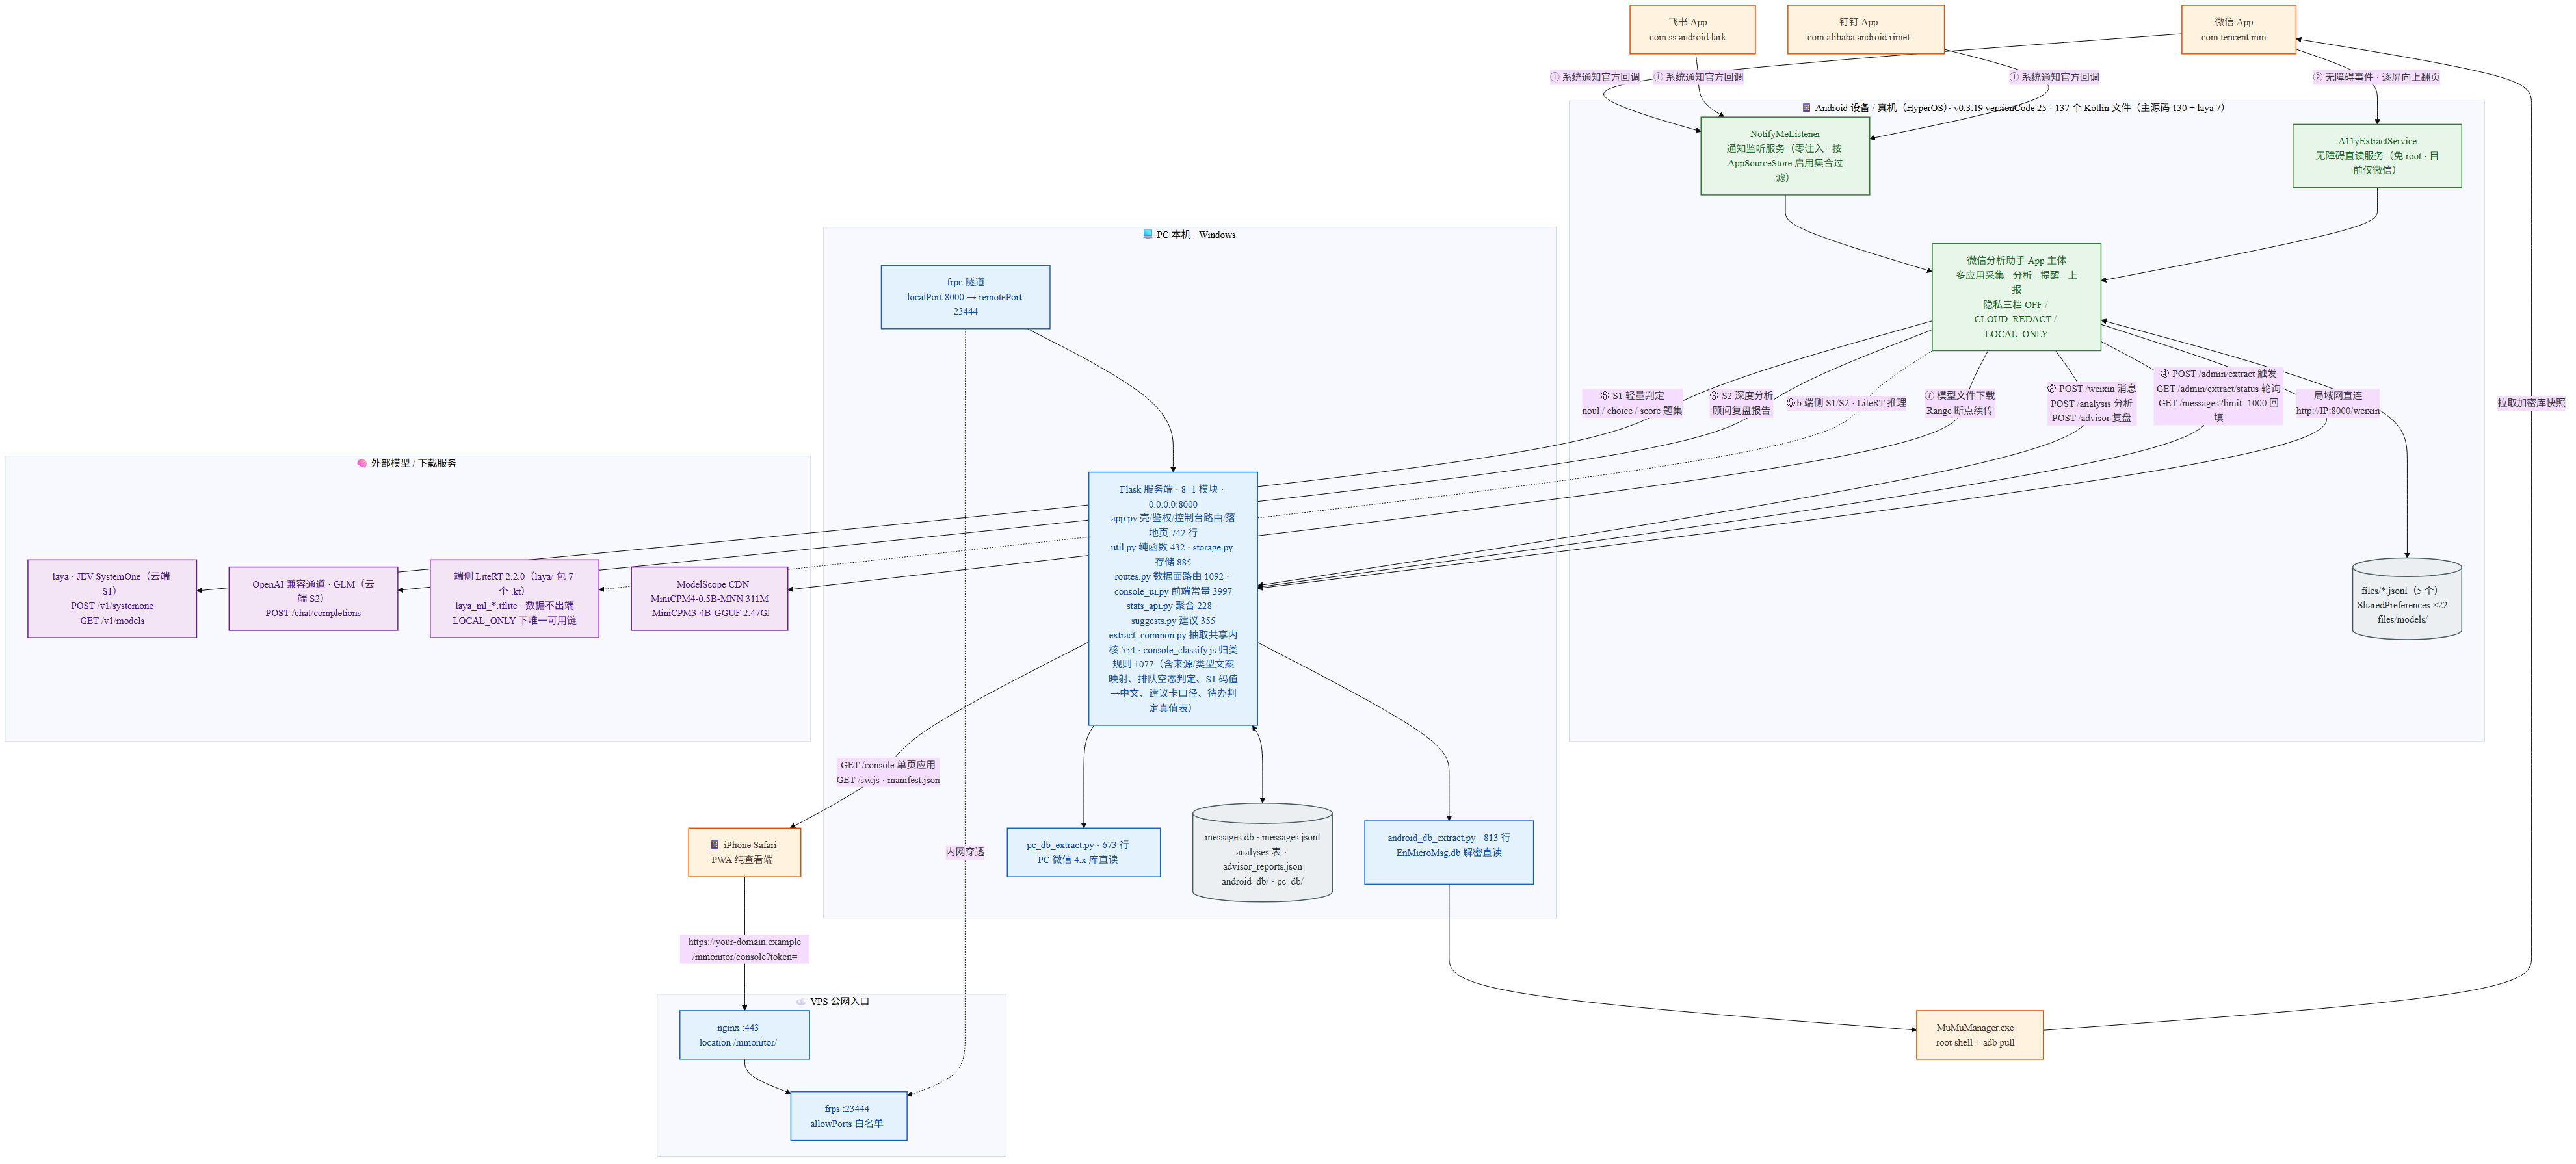 飞书 App
com.ss.android.lark
钉钉 App
com.alibaba.android.rimet
微信 App
com.tencent.mm
① 系统通知官方回调
① 系统通知官方回调
① 系统通知官方回调
② 无障碍事件 · 逐屏向上翻页
Android 设备 / 真机（HyperOS）· v0.3.19 versionCode 25 · 137 个 Kotlin 文件（主源码 130 + laya 7）
NotifyMeListener
通知监听服务（零注入 · 按
AppSourceStore 启用集合过
滤）
A11yExtractService
无障碍直读服务（免 root · 目
前仅微信）
微信分析助手 App 主体
多应用采集 · 分析 · 提醒 · 上
报
隐私三档 OFF /
CLOUD_REDACT /
LOCAL_ONLY
PC 本机 · Windows
frpc 隧道
localPort 8000 → remotePort
23444
⑤ S1 轻量判定
noul / choice / score 题集
⑥ S2 深度分析
顾问复盘报告
⑤b 端侧 S1/S2 · LiteRT 推理
⑦ 模型文件下载
Range 断点续传
③ POST /weixin 消息
POST /analysis 分析
POST /advisor 复盘
④ POST /admin/extract 触发
GET /admin/extract/status 轮询
GET /messages?limit=1000 回
填
局域网直连
http://IP:8000/weixin
拉取加密库快照
外部模型 / 下载服务
laya · JEV SystemOne（云端
S1）
POST /v1/systemone
GET /v1/models
OpenAI 兼容通道 · GLM（云
端 S2）
POST /chat/completions
端侧 LiteRT 2.2.0（laya/ 包 7
个 .kt）
laya_ml_*.tflite · 数据不出端
LOCAL_ONLY 下唯一可用链
ModelScope CDN
MiniCPM4-0.5B-MNN 311M
MiniCPM3-4B-GGUF 2.47G
Flask 服务端 · 8+1 模块 ·
0.0.0.0:8000
app.py 壳/鉴权/控制台路由/落
地页 742 行
util.py 纯函数 432 · storage.py
存储 885
routes.py 数据面路由 1092 ·
console_ui.py 前端常量 3997
stats_api.py 聚合 228 ·
suggests.py 建议 355
extract_common.py 抽取共享内
核 554 · console_classify.js 归类
规则 1077（含来源/类型文案
映射、排队空态判定、S1 码值
→中文、建议卡口径、待办判
定真值表）
files/*.jsonl（5 个）
SharedPreferences ×22
files/models/
GET /console 单页应用
GET /sw.js · manifest.json
iPhone Safari
PWA 纯查看端
内网穿透
pc_db_extract.py · 673 行
PC 微信 4.x 库直读
messages.db · messages.jsonl
analyses 表 ·
advisor_reports.json
android_db/ · pc_db/
android_db_extract.py · 813 行
EnMicroMsg.db 解密直读
https://your-domain.example
/mmonitor/console?token=
VPS 公网入口
nginx :443
location /mmonitor/
frps :23444
allowPorts 白名单
MuMuManager.exe
root shell + adb pull